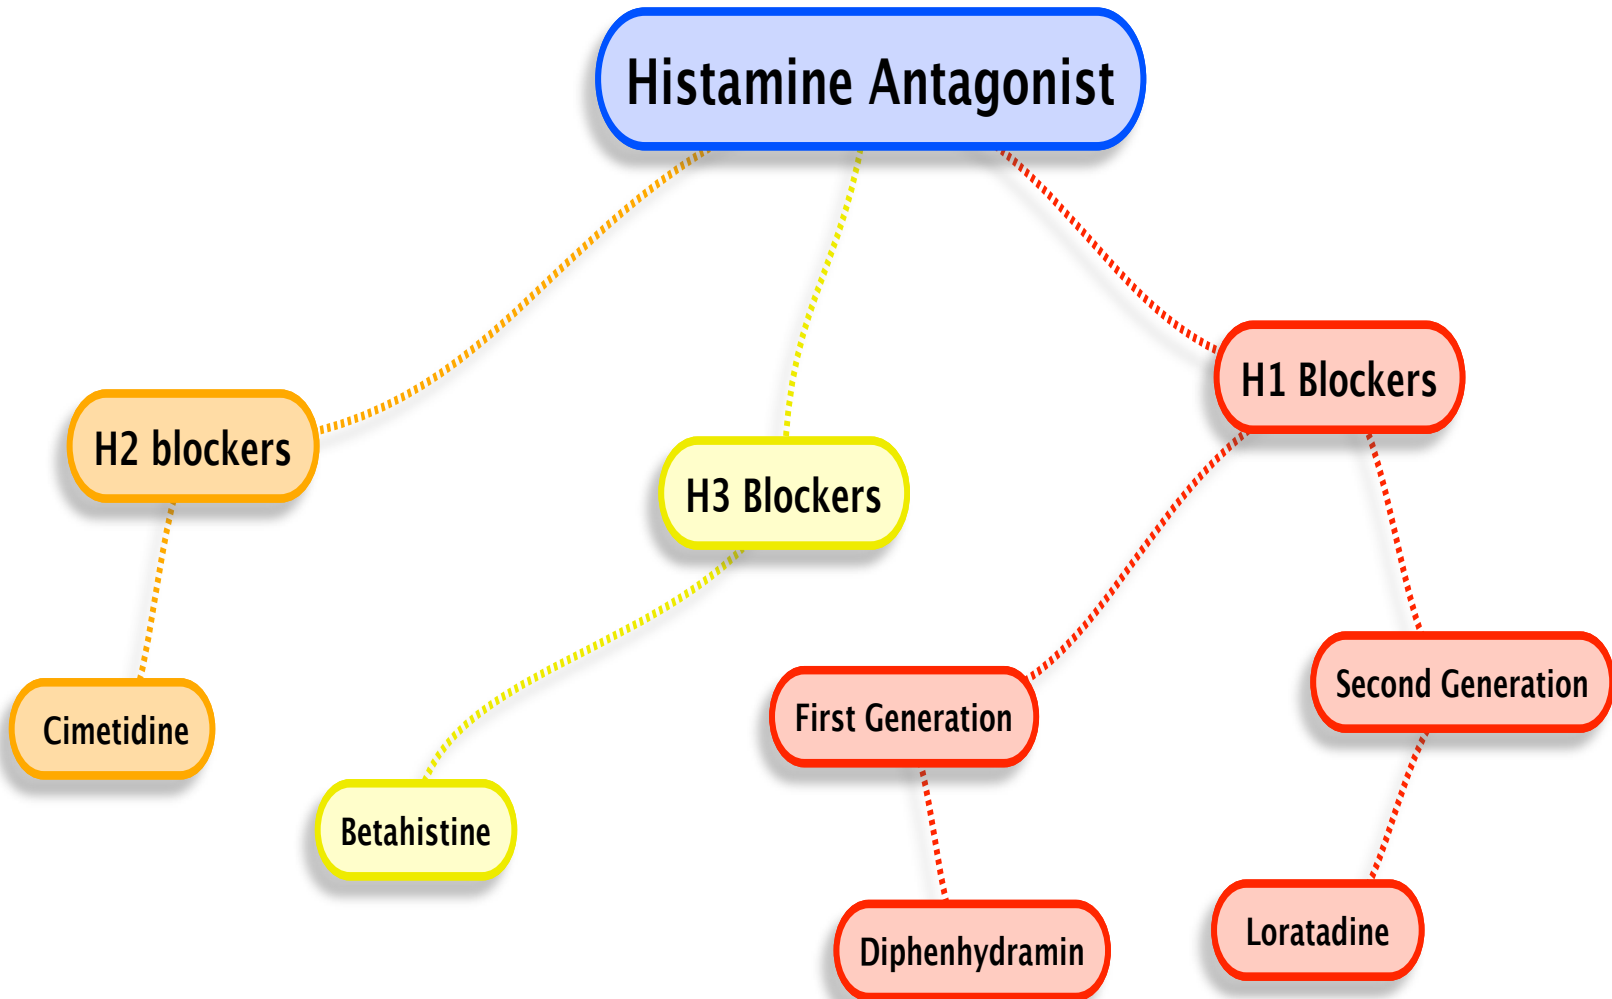 Histamine Antagonist
H1 Blockers
H2 blockers
H3 Blockers
Second Generation
First Generation
Cimetidine
Betahistine
Loratadine
Diphenhydramin